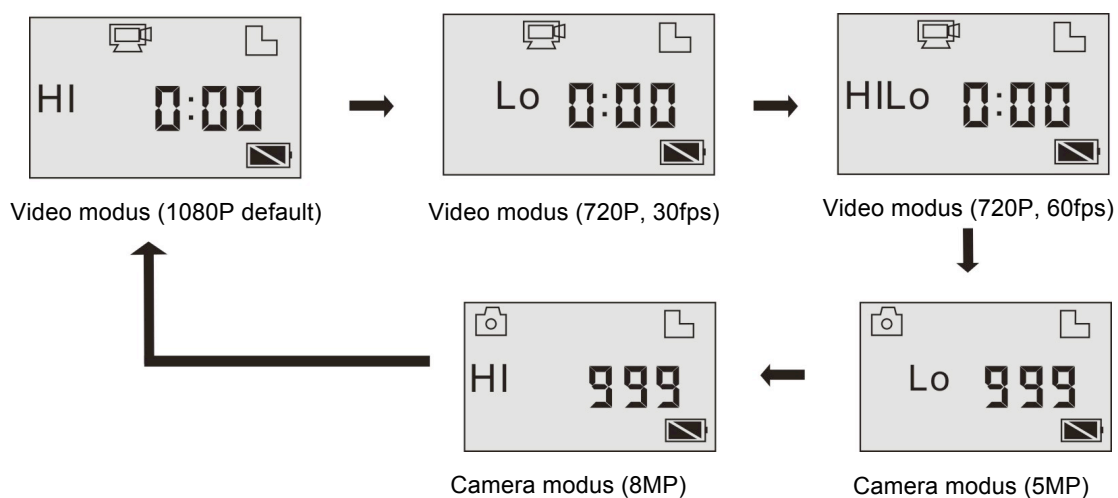 HI 0:00
Lo 0:00
HILo 0:00
Video modus (1080P default)
Video modus (720P, 30fps)
Video modus (720P, 60fps)
HI 999
Lo 999
Camera modus (8MP)
Camera modus (5MP)